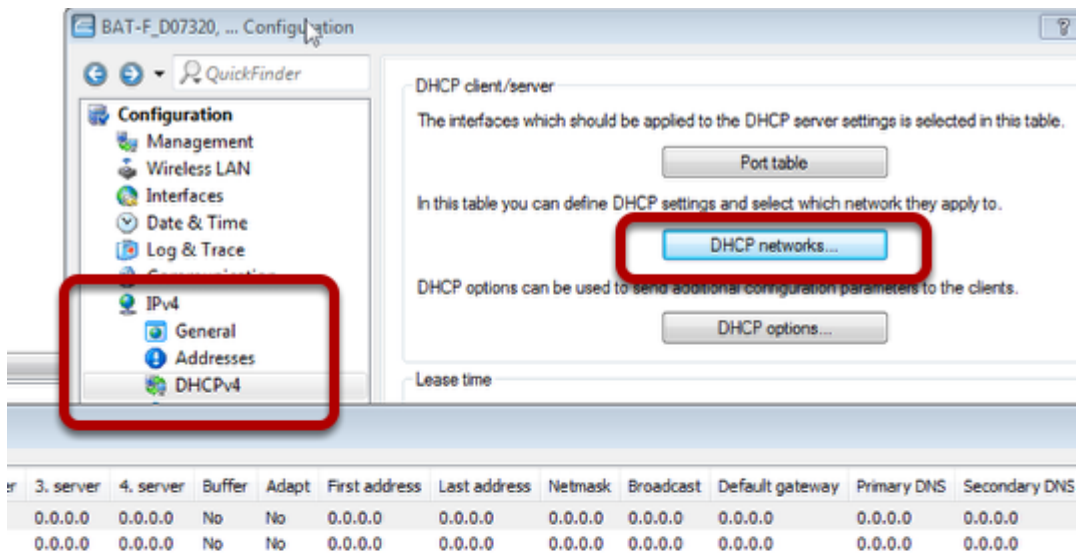 BAT-F_D07320, ... Configuration
QuickFinder
Configuration
Management
Wireless LAN
Interfaces
Date & Time
Log & Trace
Communication
IPv4
General
Addresses
DHCPv4
DHCP client/server
The interfaces which should be applied to the DHCP server settings is selected in this table.
Port table
In this table you can define DHCP settings and select which network they apply to.
DHCP networks...
DHCP options can be used to send additional configuration parameters to the clients.
DHCP options...
Lease time
er 3. server 4. server Buffer Adapt First address Last address Netmask Broadcast Default gateway Primary DNS Secondary DNS
0.0.0.0 0.0.0.0 No No 0.0.0.0 0.0.0.0 0.0.0.0 0.0.0.0 0.0.0.0 0.0.0.0 0.0.0.0
0.0.0.0 0.0.0.0 No No 0.0.0.0 0.0.0.0 0.0.0.0 0.0.0.0 0.0.0.0 0.0.0.0 0.0.0.0